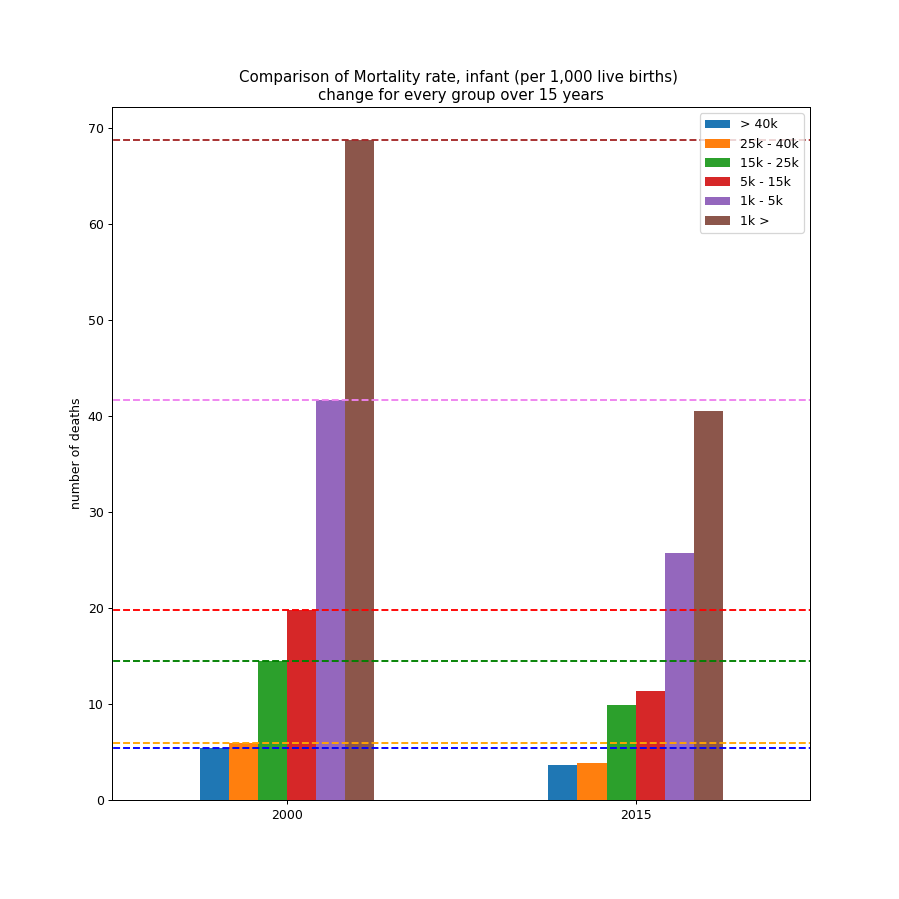 Comparison of Mortality rate, infant (per 1,000 live births)
change for every group over 15 years
> 40k
25k - 40k
15k - 25k
5k - 15k
1k - 5k
1k >
70
60
50
40
30
20
10
0
number of deaths
2000
2015